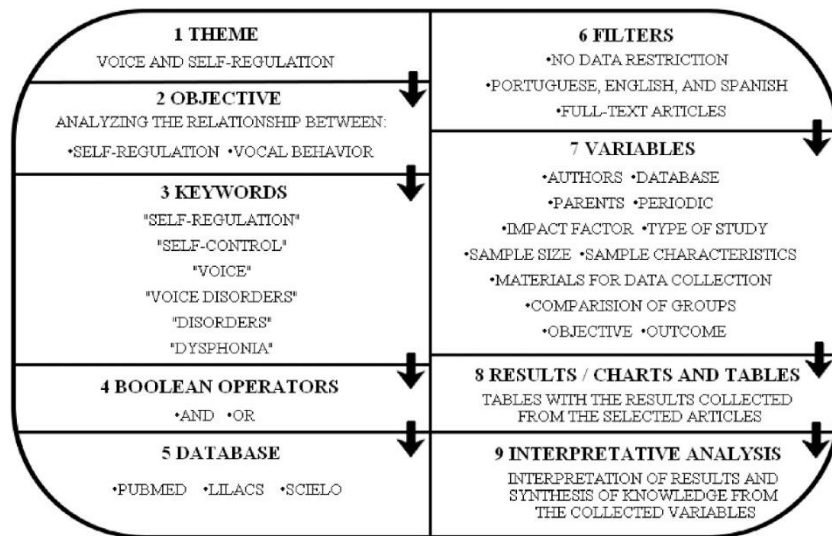 1 THEME
VOICE AND SELF-REGULATION
2 OBJECTIVE
ANALYZING THE RELATIONSHIP BETWEEN:
•SELF-REGULATION •VOCAL BEHAVIOR
3 KEYWORDS
"SELF-REGULATION"
"SELF-CONTROL"
"VOICE"
"VOICE DISORDERS"
"DISORDERS"
"DYSPHONIA"
4 BOOLEAN OPERATORS
•AND •OR
5 DATABASE
•PUBMED •LILACS •SCIELO
6 FILTERS
•NO DATA RESTRICTION
•PORTUGUESE, ENGLISH, AND SPANISH
•FULL-TEXT ARTICLES
7 VARIABLES
•AUTHORS •DATABASE
•PARENTS •PERIODIC
•IMPACT FACTOR •TYPE OF STUDY
•SAMPLE SIZE •SAMPLE CHARACTERISTICS
•MATERIALS FOR DATA COLLECTION
•COMPARISION OF GROUPS
•OBJECTIVE •OUTCOME
8 RESULTS / CHARTS AND TABLES
TABLES WITH THE RESULTS COLLECTED
FROM THE SELECTED ARTICLES
9 INTERPRETATIVE ANALYSIS
INTERPRETATION OF RESULTS AND
SYNTHESIS OF KNOWLEDGE FROM
THE COLLECTED VARIABLES